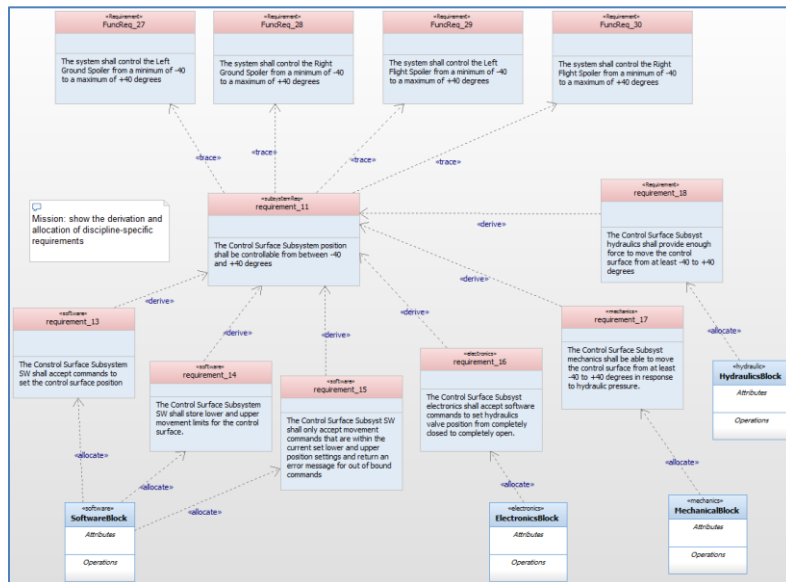 «Requirement»
FuncReq_27
The system shall control the Left
Ground Spoiler from a minimum of -40
to a maximum of +40 degrees
«Requirement»
FuncReq_28
The system shall control the Right
Ground Spoiler from a minimum of -40
to a maximum of +40 degrees
«Requirement»
FuncReq_29
The system shall control the Left
Flight Spoiler from a minimum of -40
to a maximum of +40 degrees
«Requirement»
FuncReq_30
The system shall control the Right
Flight Spoiler from a minimum of -40
to a maximum of +40 degrees
«trace»
«trace»
«trace»
«trace»
Mission: show the derivation and
allocation of discipline-specific
requirements
«subsystemReq»
requirement_11
The Control Surface Subsystem position
shall be controllable from between -40
and +40 degrees
«Requirement»
requirement_18
The Control Surface Subsyst
hydraulics shall provide enough
force to move the control
surface from at least -40 to +40
degrees
«derive»
«derive»
«derive»
«derive»
«derive»
«derive»
«software»
requirement_13
The Constrol Surface Subsystem
SW shall accept commands to
set the control surface position
«software»
requirement_14
The Control Surface Subsystem
SW shall store lower and upper
movement limits for the control
surface.
«software»
requirement_15
The Control Surface Subsyst SW
shall only accept movement
commands that are within the
current set lower and upper
position settings and return an
error message for out of bound
commands
«electronics»
requirement_16
The Control Surface Subsyst
electronics shall accept software
commands to set hydraulics
valve position from completely
closed to completely open.
«mechanics»
requirement_17
The Control Surface Subsyst
mechanics shall be able to move
the control surface from at least
-40 to +40 degrees in response
to hydraulic pressure.
«allocate»
«hydraulic»
HydraulicsBlock
Attributes
Operations
«allocate»
«allocate»
«allocate»
«allocate»
«allocate»
«software»
SoftwareBlock
Attributes
Operations
«electronics»
ElectronicsBlock
Attributes
Operations
«mechanics»
MechanicalBlock
Attributes
Operations